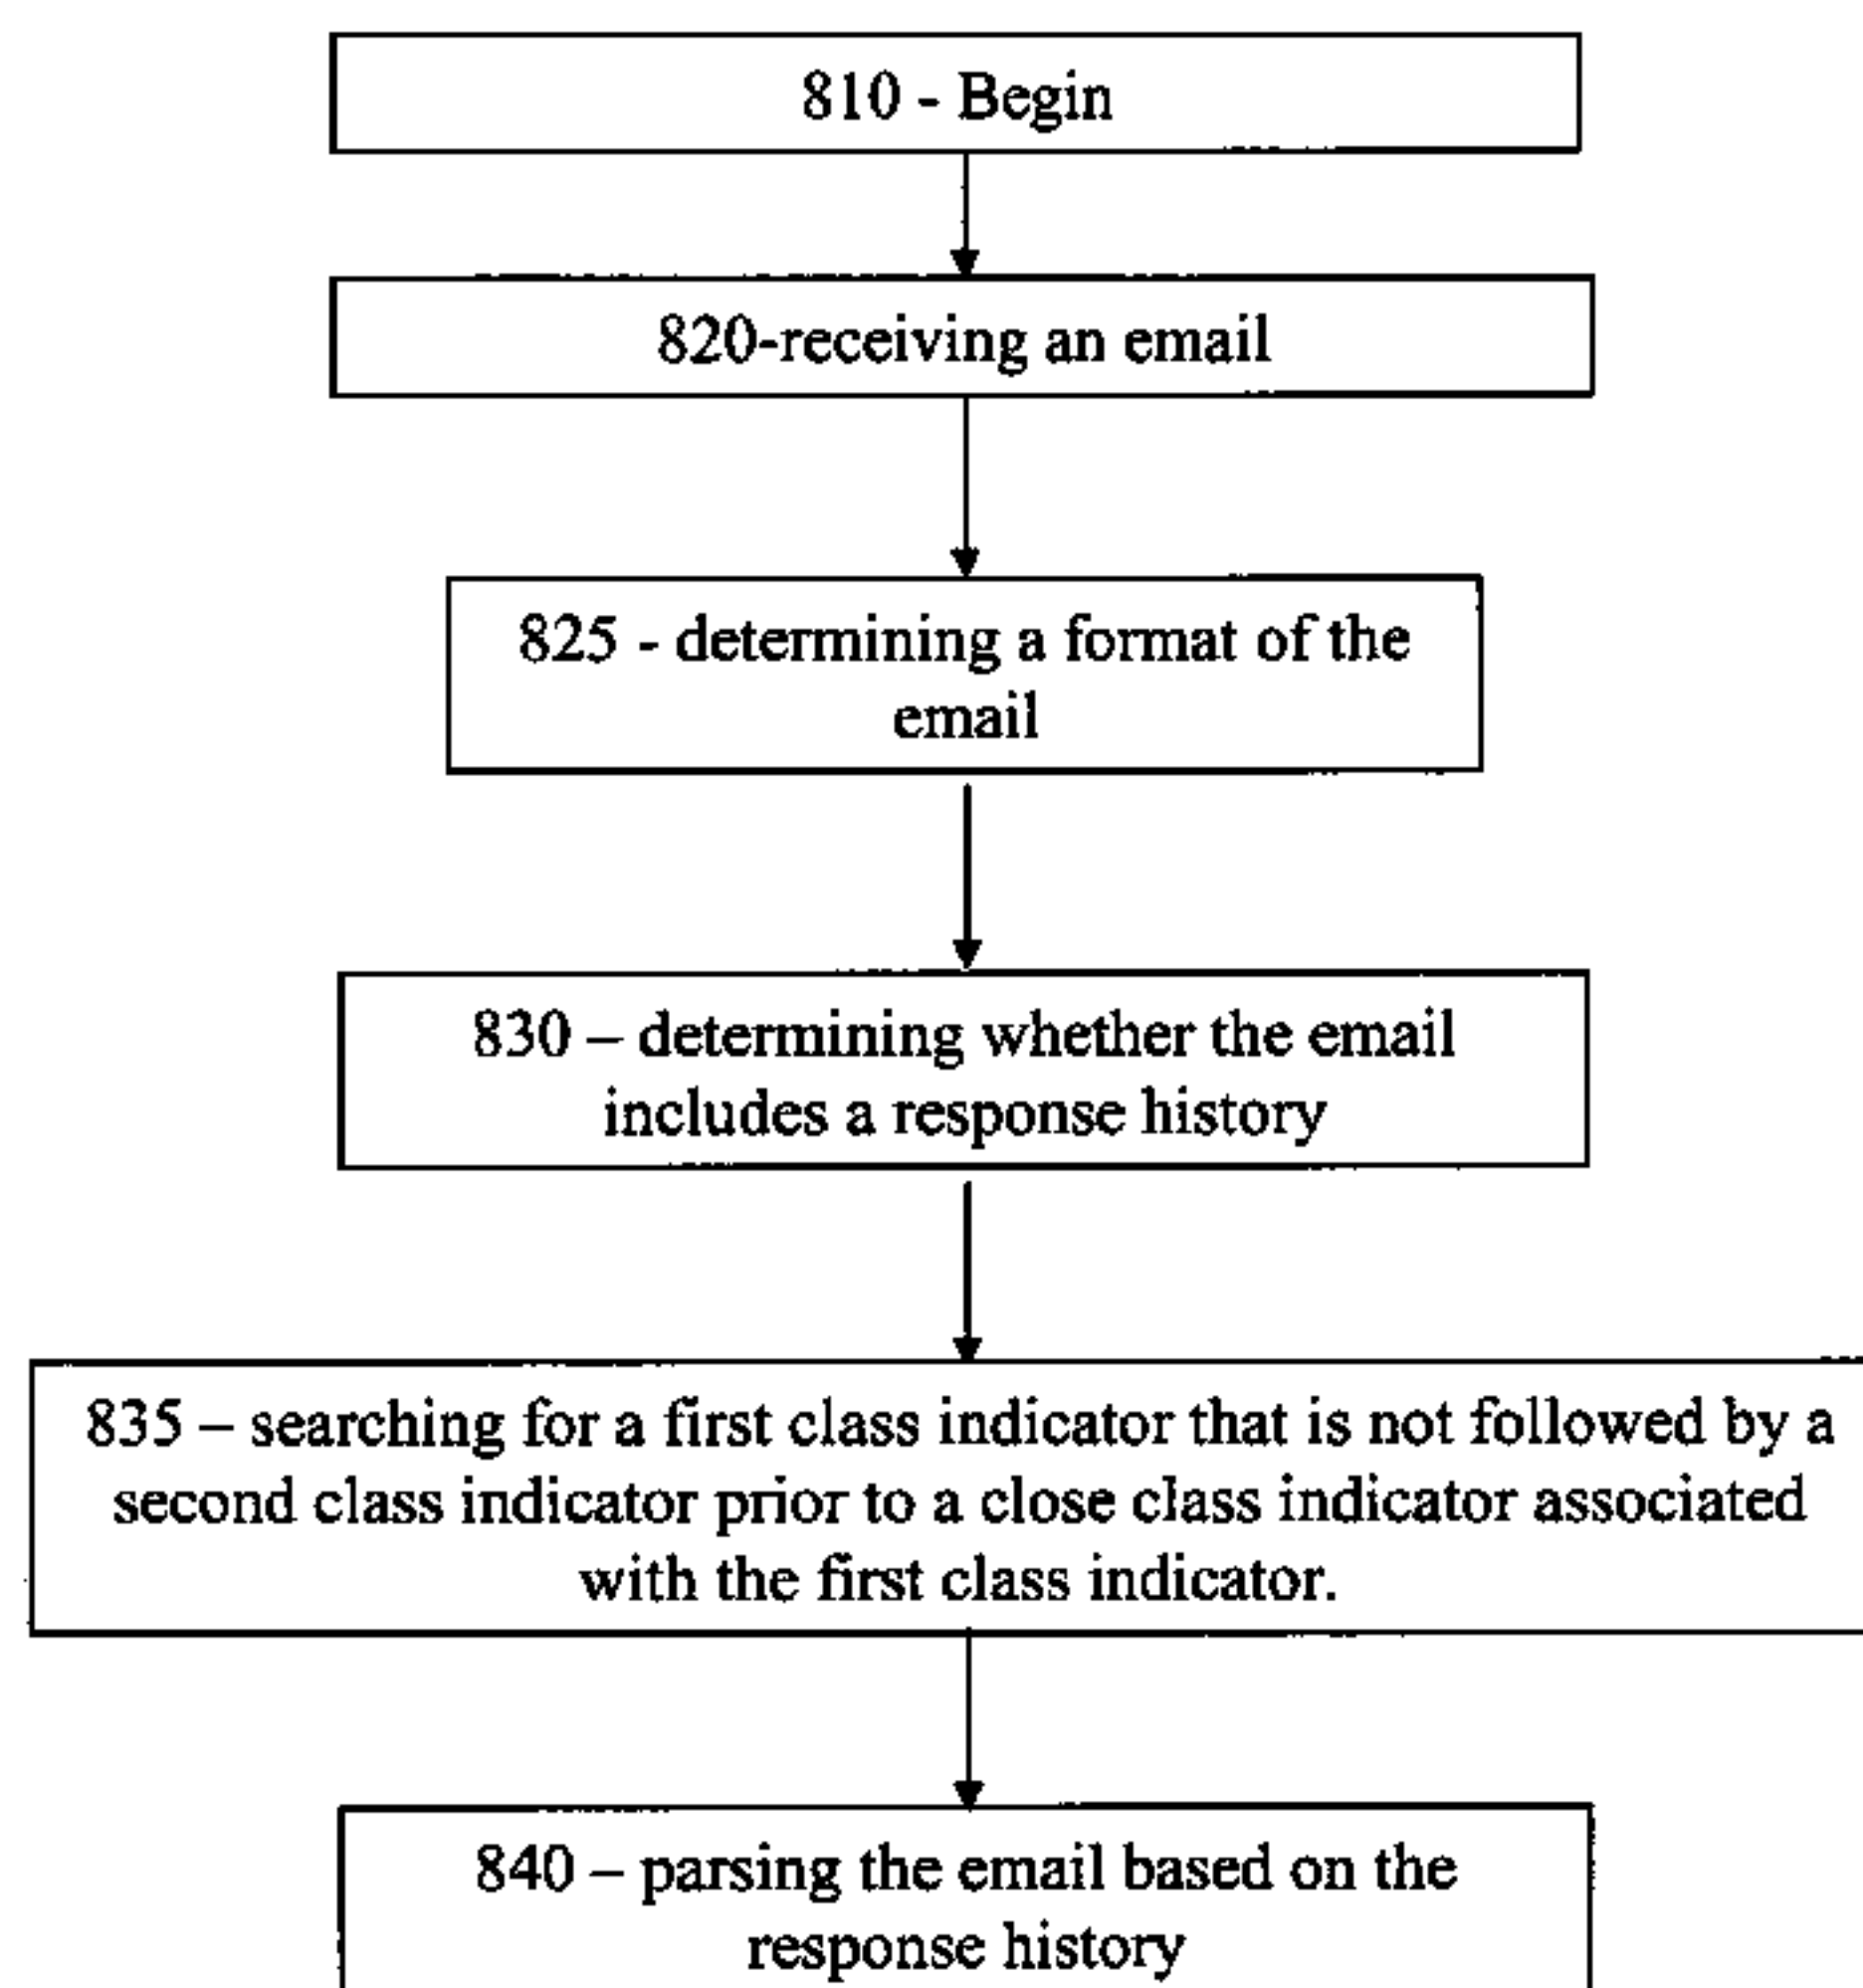 810 - Begin
820-receiving an email
825 - determining a format of the
email
830 – determining whether the email
includes a response history
835 – searching for a first class indicator that is not followed by a
second class indicator prior to a close class indicator associated
with the first class indicator.
840 – parsing the email based on the
response history